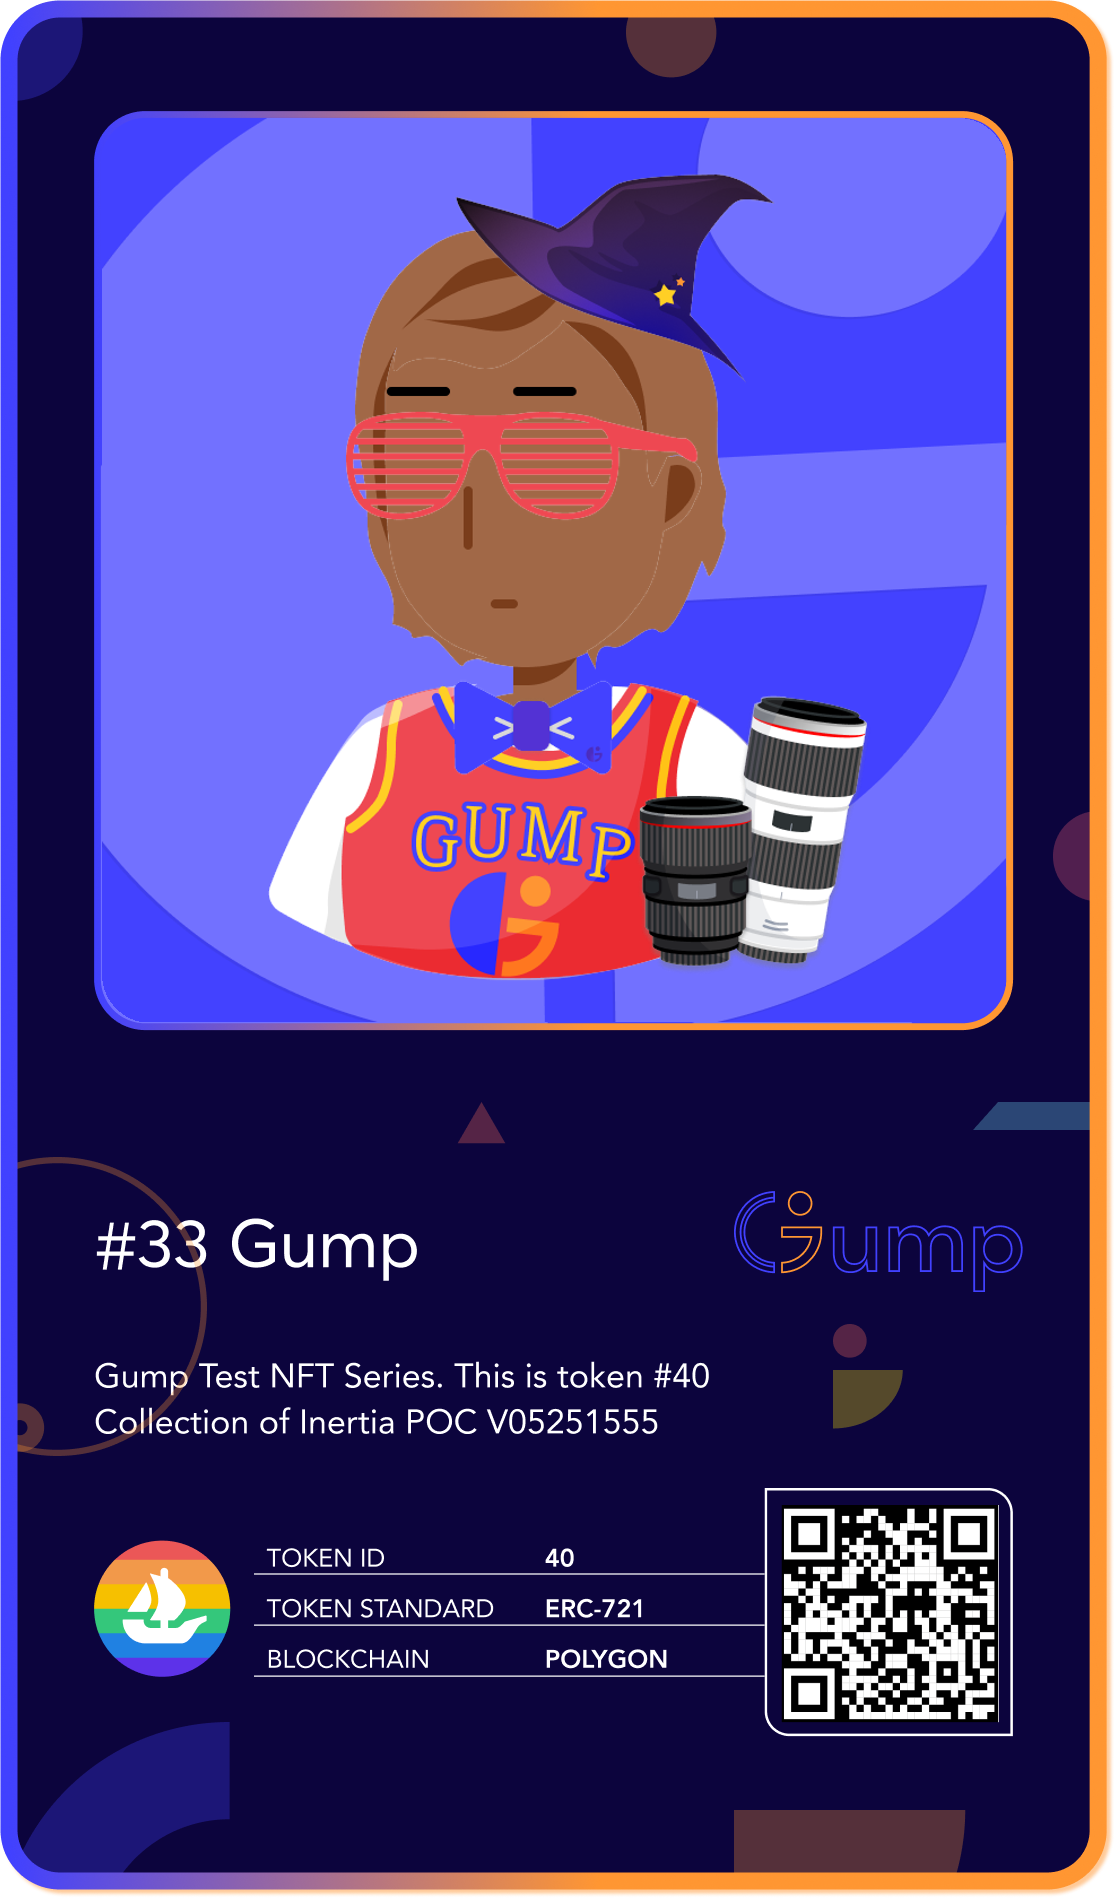 GUMP
#33 Gump
Gump
Gump Test NFT Series. This is token #40
Collection of Inertia POC V05251555
TOKEN ID 40
TOKEN STANDARD ERC-721
BLOCKCHAIN POLYGON